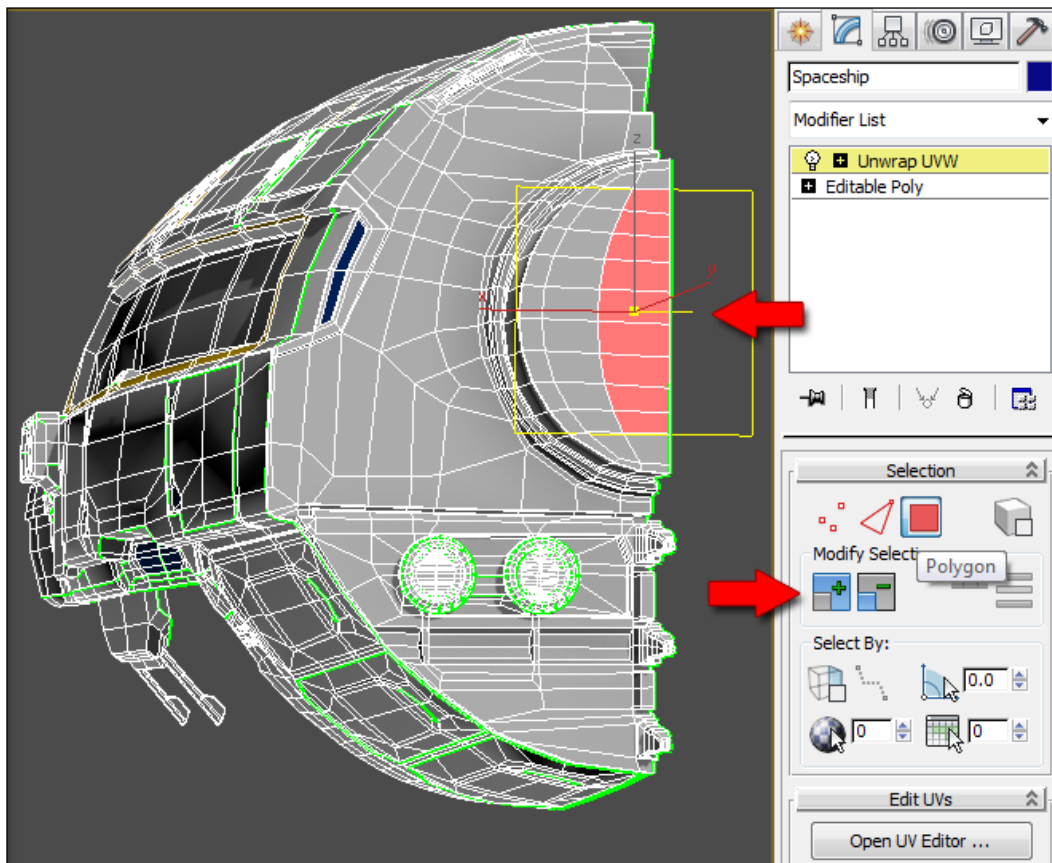 Spaceship
Modifier List
Unwrap UVW
Editable Poly
z
y
x
Selection
Modify Selecti
Polygon
Select By:
0.0
0
0
Edit UVs
Open UV Editor ...